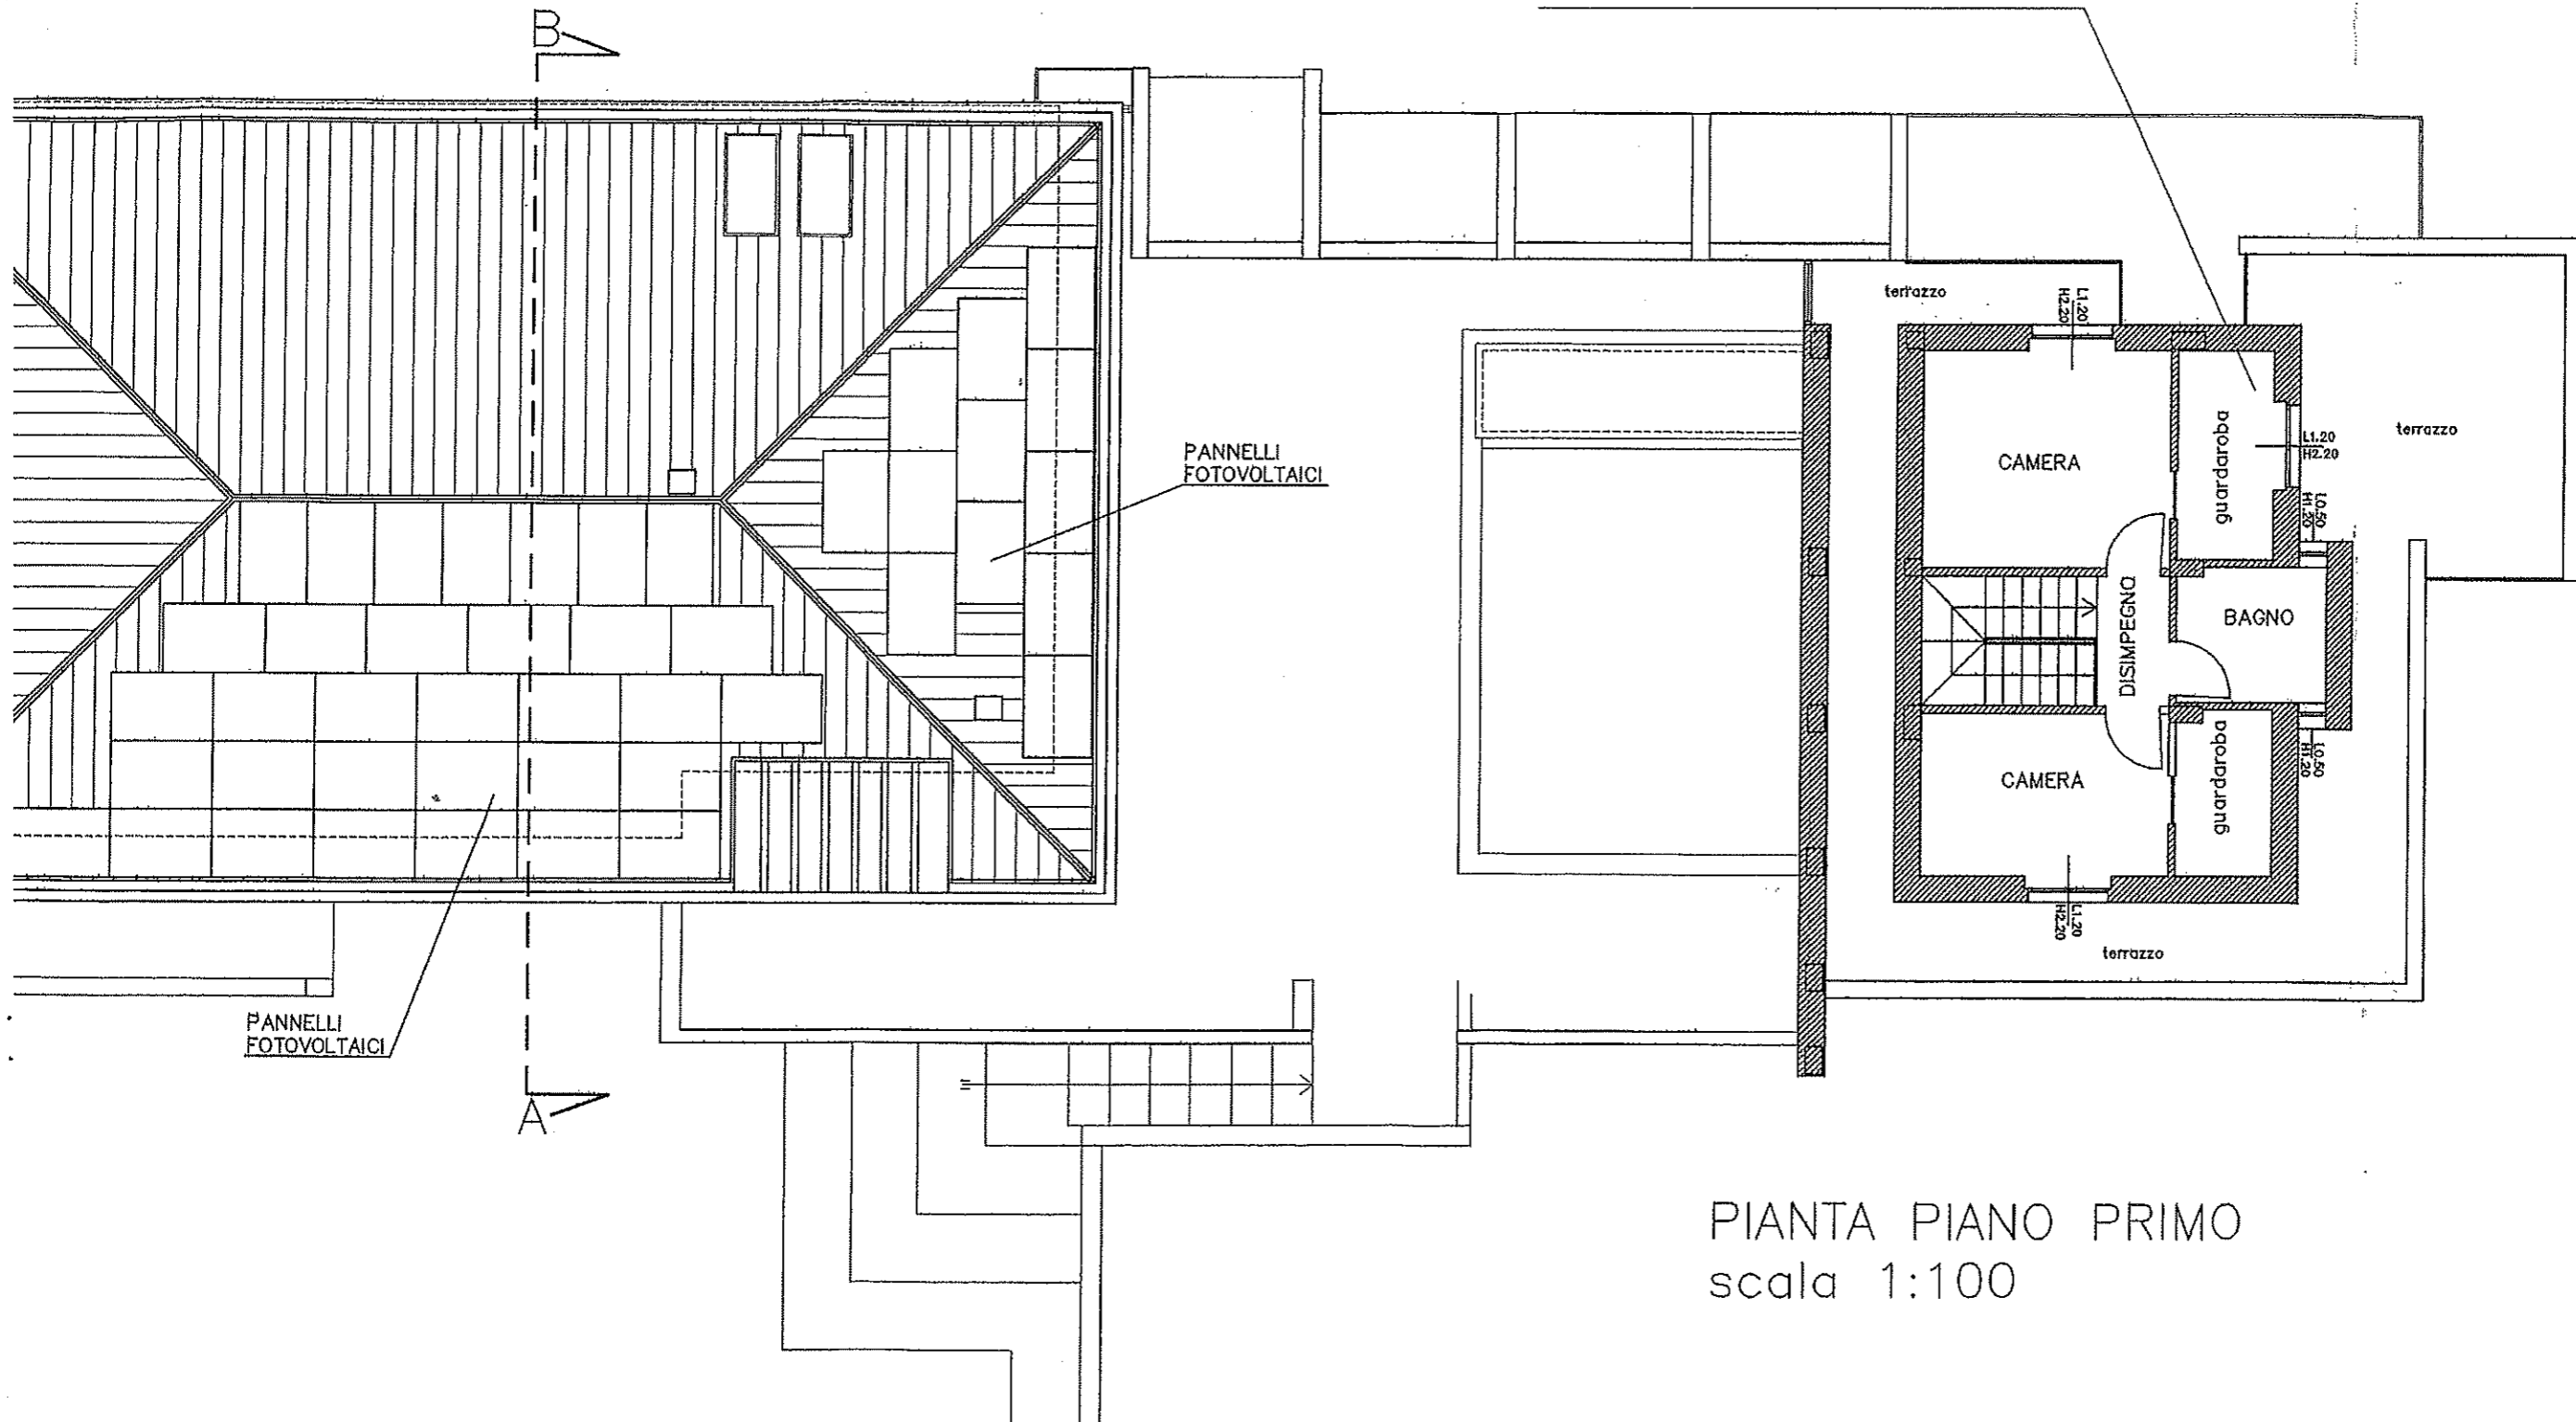 B
terrazzo
L1.20
H2.20
PANNELLI
FOTOVOLTAICI
CAMERA
guardaroba
L1.20
H2.20
terrazzo
L0.50
H1.20
DISIMPEGNO
BAGNO
CAMERA
guardaroba
L0.50
H1.20
L1.20
H2.20
terrazzo
PANNELLI
FOTOVOLTAICI
A
PIANTA PIANO PRIMO
scala 1:100